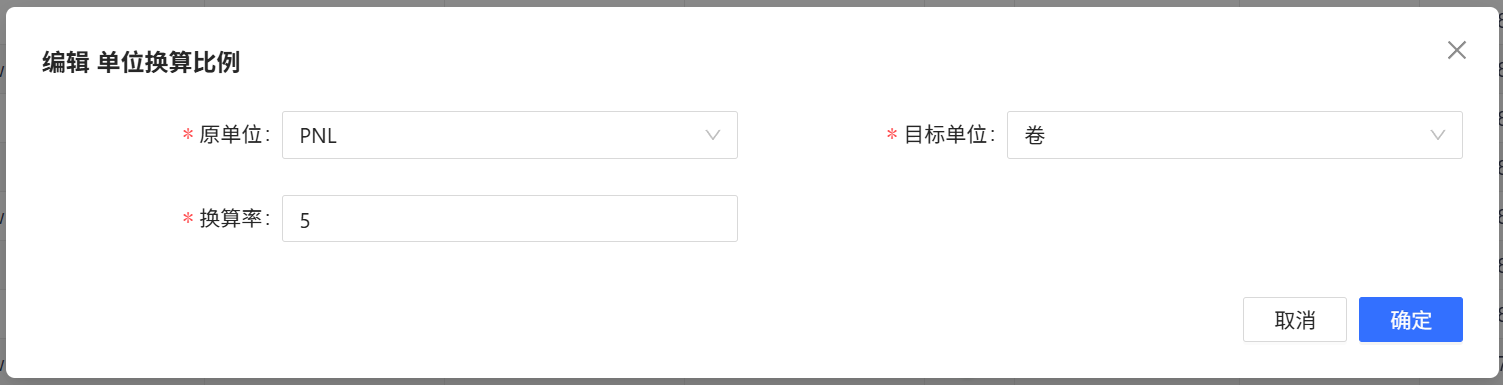 编辑 单位换算比例
* 原单位: PNL
* 目标单位: 卷
* 换算率: 5
取消 确定